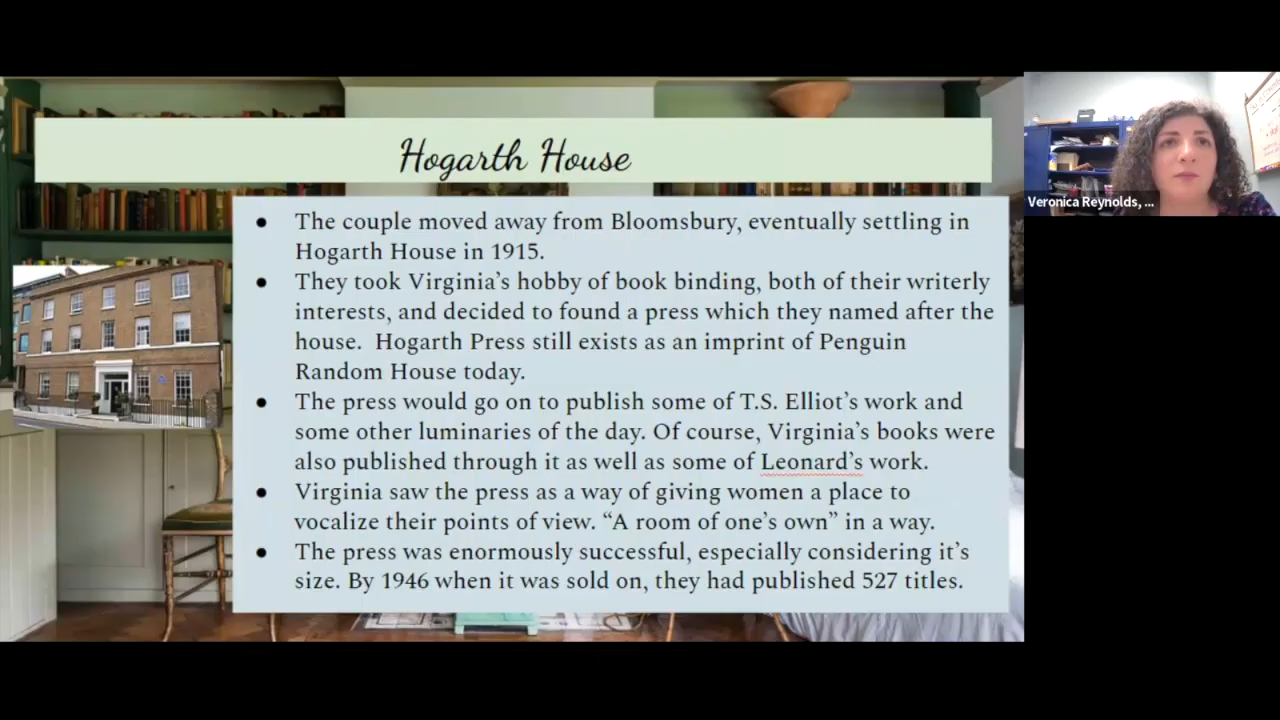 Hogarth House
● The couple moved away from Bloomsbury, eventually settling in
Hogarth House in 1915.
● They took Virginia’s hobby of book binding, both of their writerly
interests, and decided to found a press which they named after the
house. Hogarth Press still exists as an imprint of Penguin
Random House today.
● The press would go on to publish some of T.S. Elliot’s work and
some other luminaries of the day. Of course, Virginia’s books were
also published through it as well as some of Leonard’s work.
● Virginia saw the press as a way of giving women a place to
vocalize their points of view. “A room of one’s own” in a way.
● The press was enormously successful, especially considering it’s
size. By 1946 when it was sold on, they had published 527 titles.
Veronica Reynolds, ...